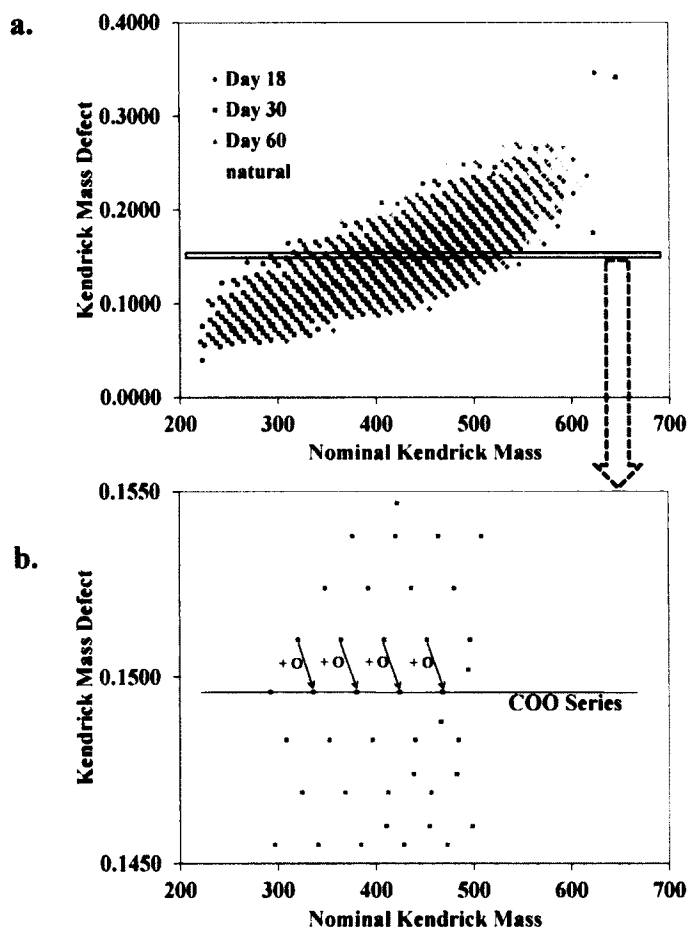 a.
0.4000
0.3000
0.2000
0.1000
0.0000
Kendrick Mass Defect
Day 18
Day 30
Day 60
natural
200 300 400 500 600 700
Nominal Kendrick Mass
b.
0.1550
0.1500
0.1450
Kendrick Mass Defect
+ O + O + O + O
COO Series
200 300 400 500 600 700
Nominal Kendrick Mass